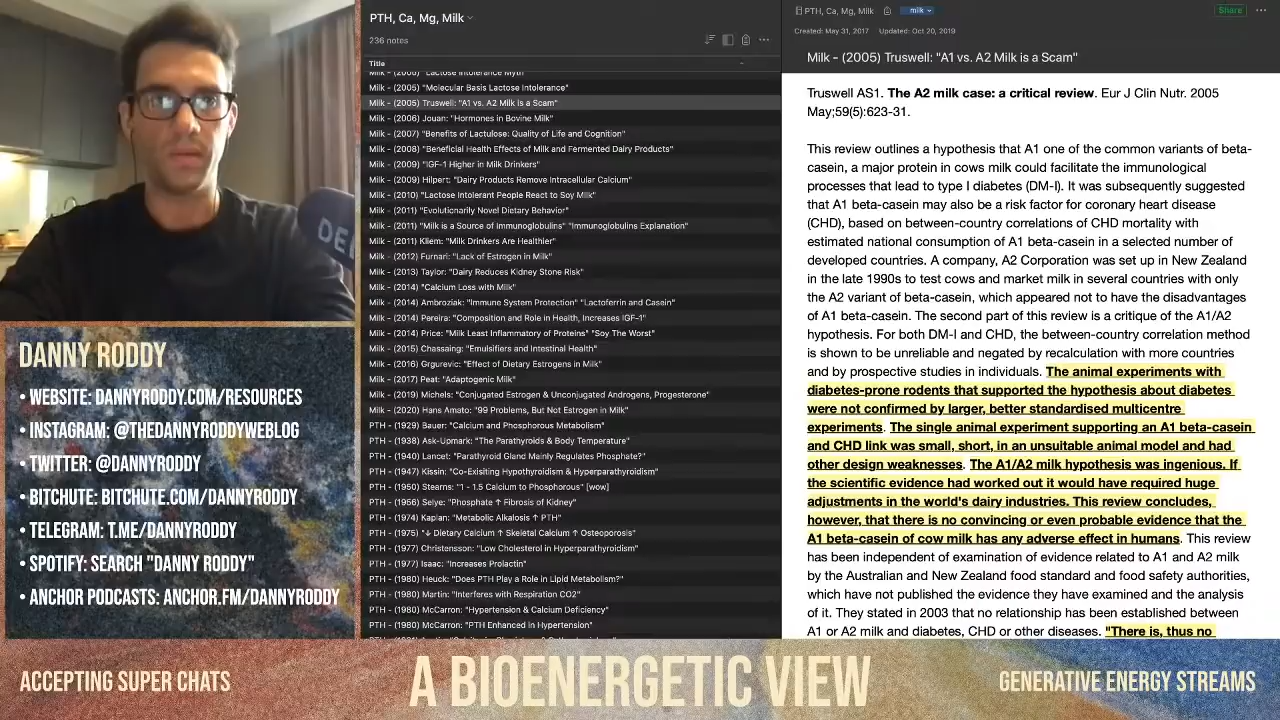 DEL
DANNY RODDY
• WEBSITE: DANNYRODDY.COM/RESOURCES
• INSTAGRAM: @THEDANNYRODDYWEBLOG
• TWITTER: @DANNYRODDY
• BITCHUTE: BITCHUTE.COM/DANNYRODDY
• TELEGRAM: T.ME/DANNYRODDY
• SPOTIFY: SEARCH "DANNY RODDY"
• ANCHOR PODCASTS: ANCHOR.FM/DANNYRODDY
PTH, Ca, Mg, Milk
236 notes
Title
Milk - (2000) "Lactose Intolerance Myth"
Milk - (2005) "Molecular Basis Lactose Intolerance"
Milk - (2005) Truswell: "A1 vs. A2 Milk is a Scam"
Milk - (2006) Jouan: "Hormones in Bovine Milk"
Milk - (2007) "Benefits of Lactulose: Quality of Life and Cognition"
Milk - (2008) "Beneficial Health Effects of Milk and Fermented Dairy Products"
Milk - (2009) "IGF-1 Higher in Milk Drinkers"
Milk - (2009) Hilpert: "Dairy Products Remove Intracellular Calcium"
Milk - (2010) "Lactose Intolerant People React to Soy Milk"
Milk - (2011) "Evolutionarily Novel Dietary Behavior"
Milk - (2011) "Milk is a Source of Immunoglobulins" "Immunoglobulins Explanation"
Milk - (2011) Kliem: "Milk Drinkers Are Healthier"
Milk - (2012) Furnari: "Lack of Estrogen in Milk"
Milk - (2013) Taylor: "Dairy Reduces Kidney Stone Risk"
Milk - (2014) "Calcium Loss with Milk"
Milk - (2014) Ambroziak: "Immune System Protection" "Lactoferrin and Casein"
Milk - (2014) Pereira: "Composition and Role in Health, Increases IGF-1"
Milk - (2014) Price: "Milk Least Inflammatory of Proteins" "Soy The Worst"
Milk - (2015) Chassaing: "Emulsifiers and Intestinal Health"
Milk - (2016) Grgurevic: "Effect of Dietary Estrogens in Milk"
Milk - (2017) Peat: "Adaptogenic Milk"
Milk - (2019) Michels: "Conjugated Estrogen & Unconjugated Androgens, Progesterone"
Milk - (2020) Hans Amato: "99 Problems, But Not Estrogen in Milk"
PTH - (1929) Bauer: "Calcium and Phosphorous Metabolism"
PTH - (1938) Ask-Upmark: "The Parathyroids & Body Temperature"
PTH - (1940) Lancet: "Parathyroid Gland Mainly Regulates Phosphate?"
PTH - (1947) Kissin: "Co-Exisiting Hypothyroidism & Hyperparathyroidism"
PTH - (1950) Stearns: "1 - 1.5 Calcium to Phosphorous" [wow]
PTH - (1956) Selye: "Phosphate ↑ Fibrosis of Kidney"
PTH - (1974) Kaplan: "Metabolic Alkalosis ↑ PTH"
PTH - (1975) "↓ Dietary Calcium ↑ Skeletal Calcium ↑ Osteoporosis"
PTH - (1977) Christensson: "Low Cholesterol in Hyperparathyroidism"
PTH - (1977) Isaac: "Increases Prolactin"
PTH - (1980) Heuck: "Does PTH Play a Role in Lipid Metabolism?"
PTH - (1980) Martin: "Interferes with Respiration CO2"
PTH - (1980) McCarron: "Hypertension & Calcium Deficiency"
PTH - (1980) McCarron: "PTH Enhanced in Hypertension"
PTH, Ca, Mg, Milk milk Share
Created: May 31, 2017 Updated: Oct 20, 2019
Milk - (2005) Truswell: "A1 vs. A2 Milk is a Scam"
Truswell AS1. The A2 milk case: a critical review. Eur J Clin Nutr. 2005
May;59(5):623-31.
This review outlines a hypothesis that A1 one of the common variants of beta-
casein, a major protein in cows milk could facilitate the immunological
processes that lead to type I diabetes (DM-I). It was subsequently suggested
that A1 beta-casein may also be a risk factor for coronary heart disease
(CHD), based on between-country correlations of CHD mortality with
estimated national consumption of A1 beta-casein in a selected number of
developed countries. A company, A2 Corporation was set up in New Zealand
in the late 1990s to test cows and market milk in several countries with only
the A2 variant of beta-casein, which appeared not to have the disadvantages
of A1 beta-casein. The second part of this review is a critique of the A1/A2
hypothesis. For both DM-I and CHD, the between-country correlation method
is shown to be unreliable and negated by recalculation with more countries
and by prospective studies in individuals. The animal experiments with
diabetes-prone rodents that supported the hypothesis about diabetes
were not confirmed by larger, better standardised multicentre
experiments. The single animal experiment supporting an A1 beta-casein
and CHD link was small, short, in an unsuitable animal model and had
other design weaknesses. The A1/A2 milk hypothesis was ingenious. If
the scientific evidence had worked out it would have required huge
adjustments in the world's dairy industries. This review concludes,
however, that there is no convincing or even probable evidence that the
A1 beta-casein of cow milk has any adverse effect in humans. This review
has been independent of examination of evidence related to A1 and A2 milk
by the Australian and New Zealand food standard and food safety authorities,
which have not published the evidence they have examined and the analysis
of it. They stated in 2003 that no relationship has been established between
A1 or A2 milk and diabetes, CHD or other diseases. "There is, thus no
ACCEPTING SUPER CHATS
A BIOENERGETIC VIEW
GENERATIVE ENERGY STREAMS